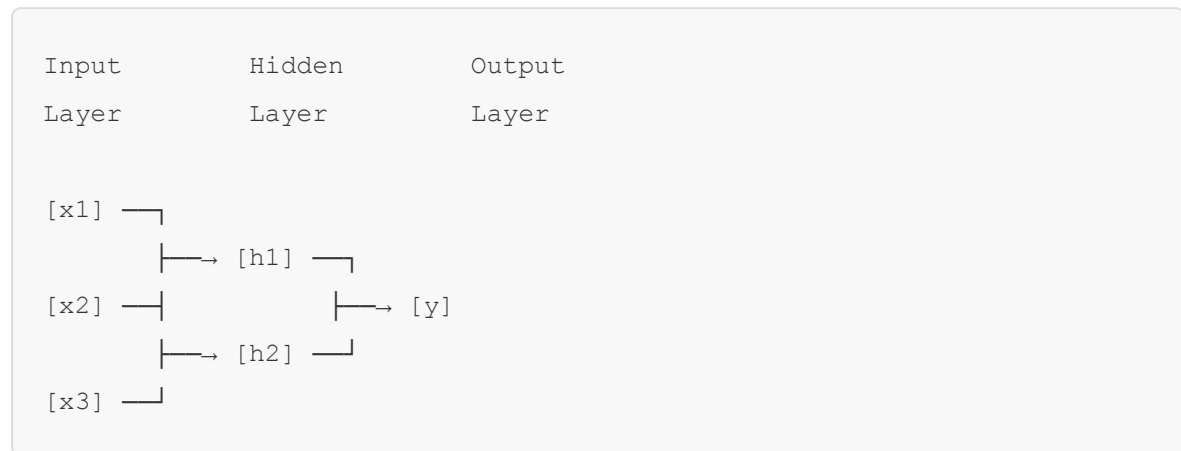 Input Hidden Output
Layer Layer Layer
[x1] ──┐
├──→ [h1] ──┐
[x2] ──┤ ├──→ [y]
├──→ [h2] ──┘
[x3] ──┘